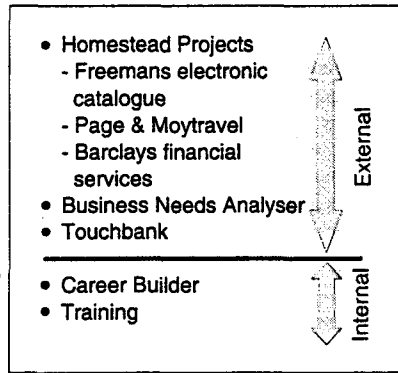 • Homestead Projects
- Freemans electronic
catalogue
- Page & Moytravel
- Barclays financial
services
• Business Needs Analyser
• Touchbank
External
• Career Builder
• Training
Internal